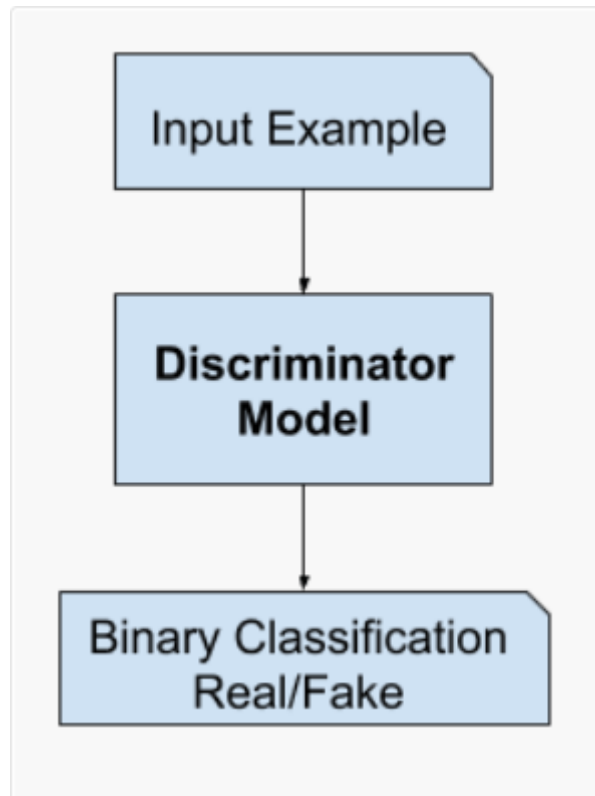 Input Example
Discriminator
Model
Binary Classification
Real/Fake